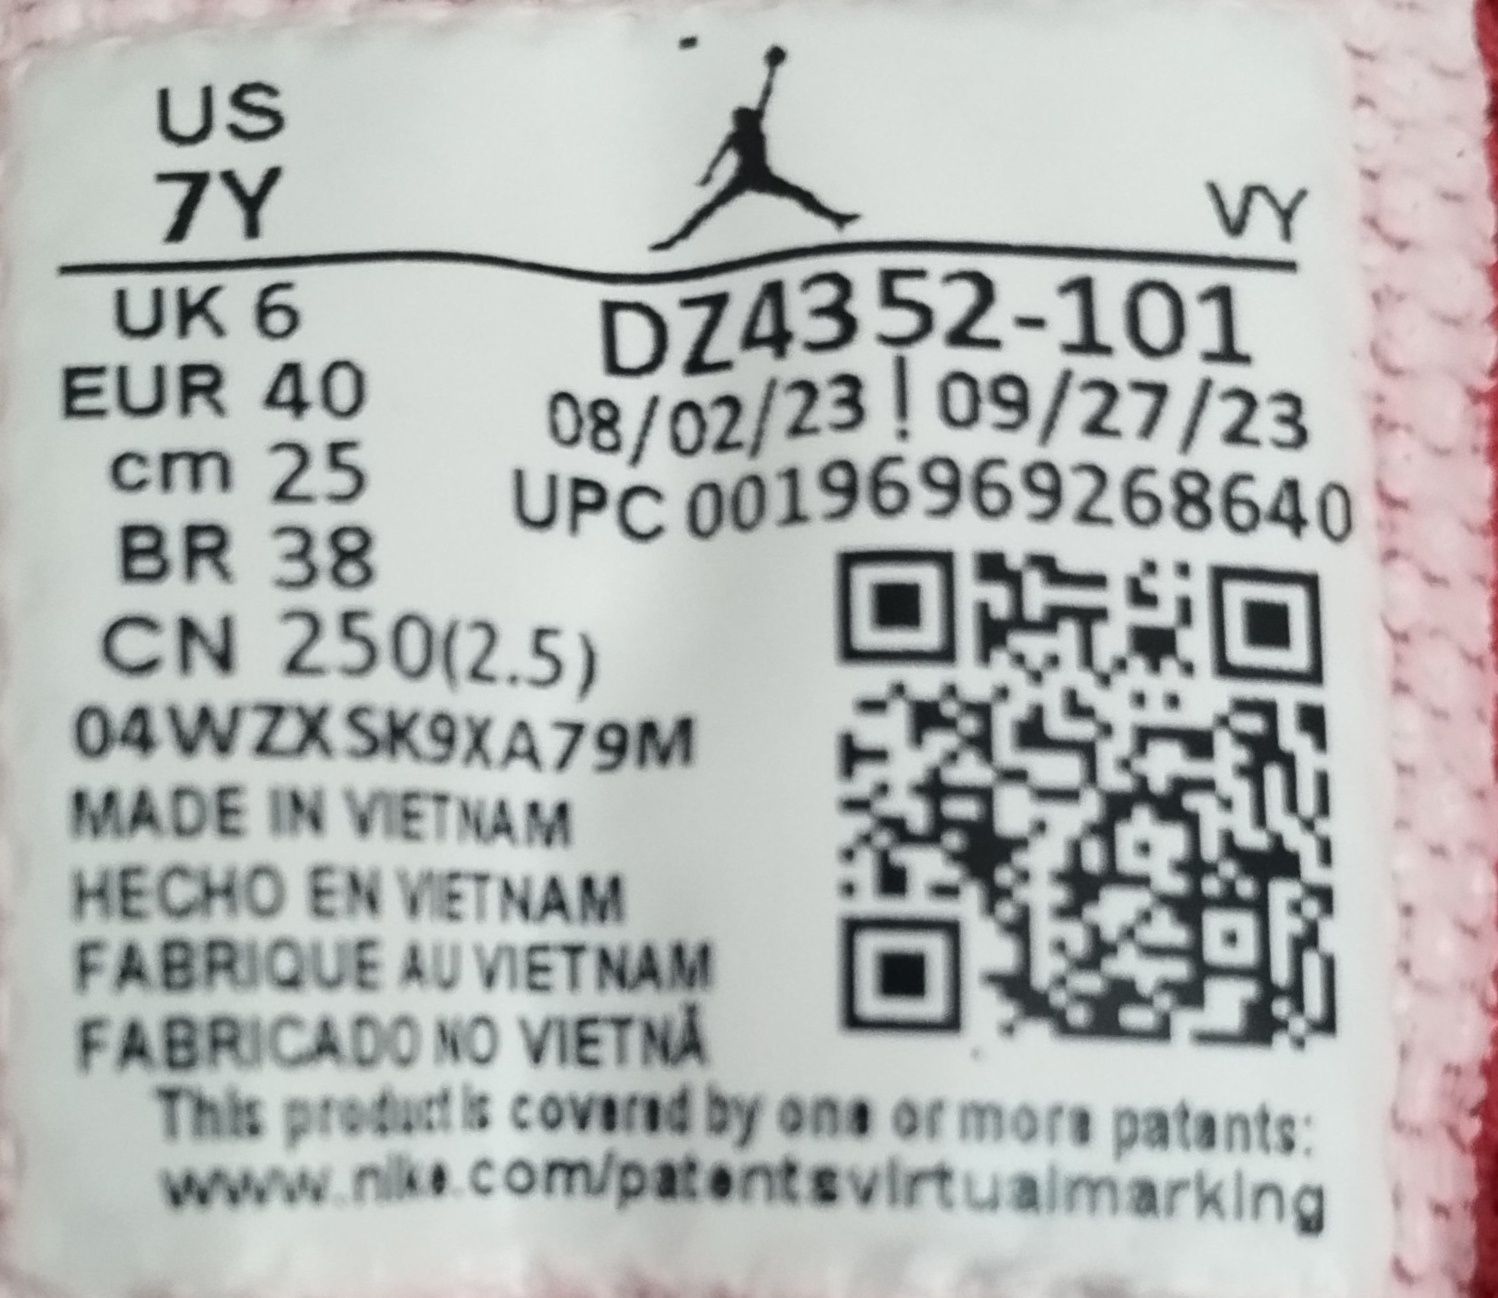 US
7Y
VY
UK 6
EUR 40
cm 25
BR 38
CN 250(2.5)
DZ4352-101
08/02/23 | 09/27/23
UPC 00196969268640
04WZXSK9XA79M
MADE IN VIETNAM
HECHO EN VIETNAM
FABRIQUE AU VIETNAM
FABRICADO NO VIETNÃ
This product is covered by one or more patents:
www.nike.com/patentsvirtualmarking